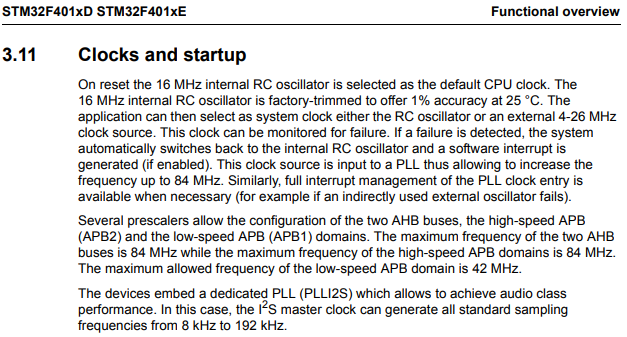 STM32F401xD STM32F401xE Functional overview
3.11 Clocks and startup
On reset the 16 MHz internal RC oscillator is selected as the default CPU clock. The
16 MHz internal RC oscillator is factory-trimmed to offer 1% accuracy at 25 °C. The
application can then select as system clock either the RC oscillator or an external 4-26 MHz
clock source. This clock can be monitored for failure. If a failure is detected, the system
automatically switches back to the internal RC oscillator and a software interrupt is
generated (if enabled). This clock source is input to a PLL thus allowing to increase the
frequency up to 84 MHz. Similarly, full interrupt management of the PLL clock entry is
available when necessary (for example if an indirectly used external oscillator fails).
Several prescalers allow the configuration of the two AHB buses, the high-speed APB
(APB2) and the low-speed APB (APB1) domains. The maximum frequency of the two AHB
buses is 84 MHz while the maximum frequency of the high-speed APB domains is 84 MHz.
The maximum allowed frequency of the low-speed APB domain is 42 MHz.
The devices embed a dedicated PLL (PLLI2S) which allows to achieve audio class
performance. In this case, the I²S master clock can generate all standard sampling
frequencies from 8 kHz to 192 kHz.